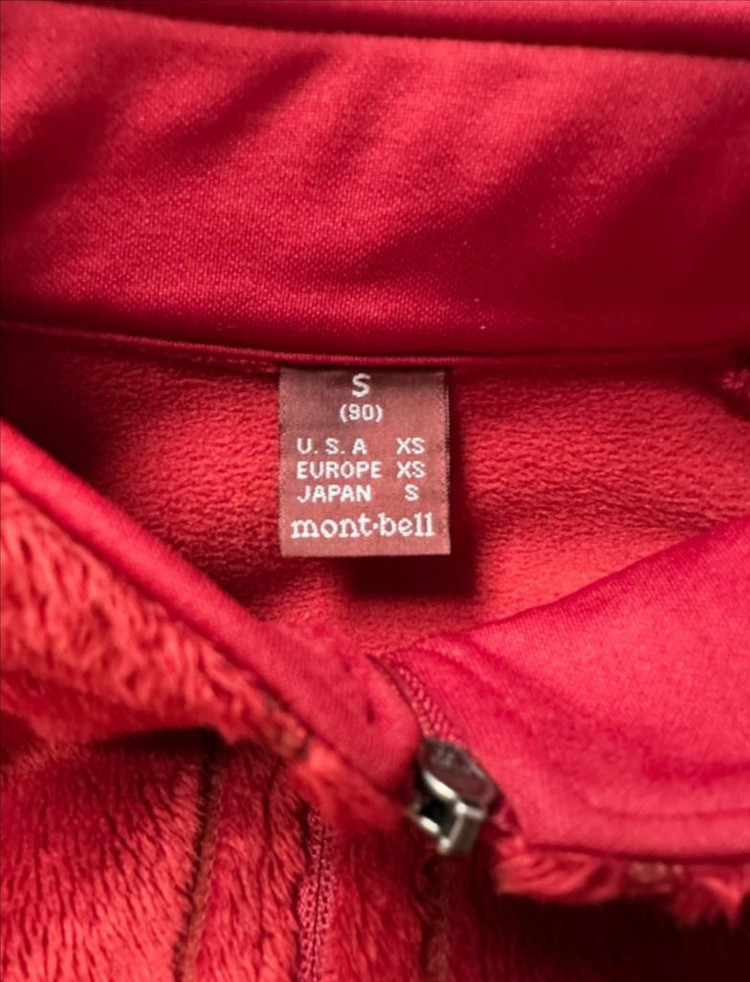 S
(90)
U.S.A XS
EUROPE XS
JAPAN S
mont·bell